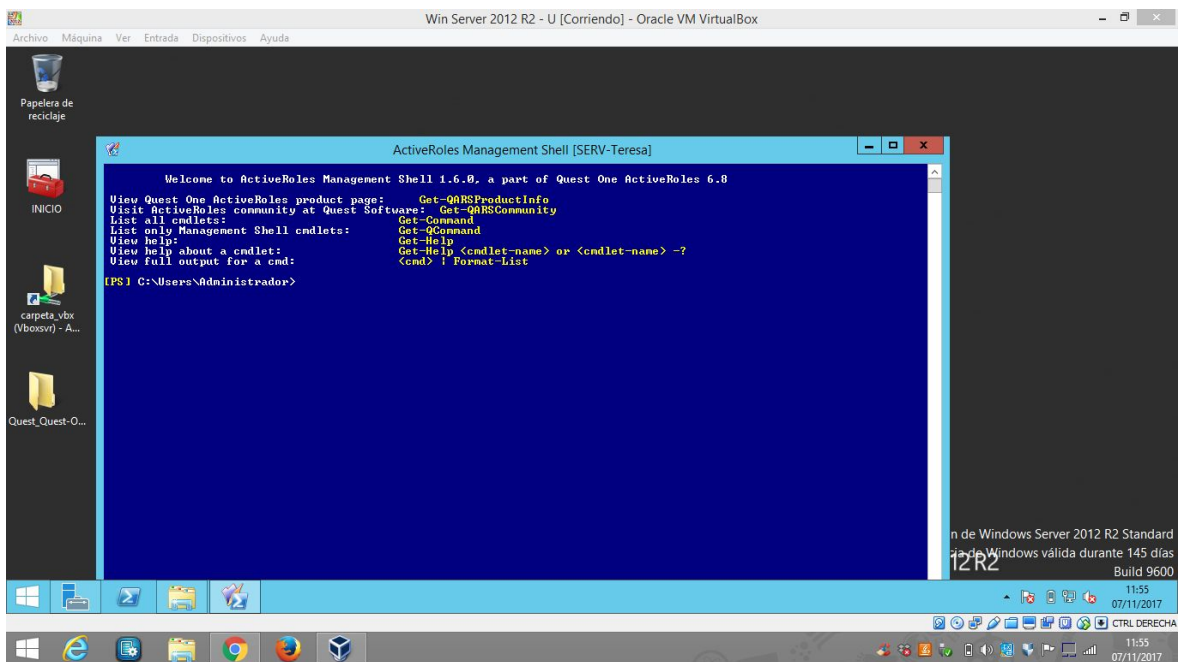 Win Server 2012 R2 - U [Corriendo] - Oracle VM VirtualBox
Archivo Máquina Ver Entrada Dispositivos Ayuda
Papelera de
reciclaje
INICIO
carpeta_vbx
(Vboxsvr) - A...
Quest_Quest-O...
ActiveRoles Management Shell [SERV-Teresa]
Welcome to ActiveRoles Management Shell 1.6.0, a part of Quest One ActiveRoles 6.8
View Quest One ActiveRoles product page: Get-QARSProductInfo
Visit ActiveRoles community at Quest Software: Get-QARSCommunity
List all cmdlets: Get-Command
List only Management Shell cmdlets: Get-QCommand
View help: Get-Help
View help about a cmdlet: Get-Help <cmdlet-name> or <cmdlet-name> -?
View full output for a cmd: <cmd> | Format-List
[PS] C:\Users\Administrador>
n de Windows Server 2012 R2 Standard
cia de Windows válida durante 145 días
12 R2
Build 9600
11:55
07/11/2017
CTRL DERECHA
11:55
07/11/2017